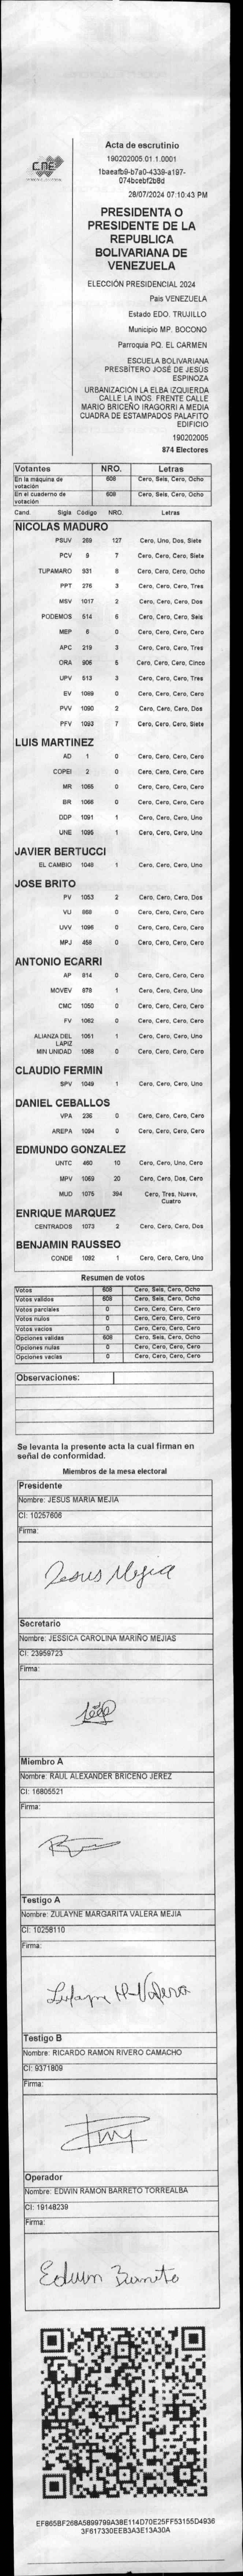 CNE
Acta de escrutinio
190202005.01.1.0001
1baeafb9-b7a0-4339-a197-
074bcebf2b8d
28/07/2024 07:10:43 PM
PRESIDENTA O
PRESIDENTE DE LA
REPUBLICA
BOLIVARIANA DE
VENEZUELA
ELECCIÓN PRESIDENCIAL 2024
País VENEZUELA
Estado EDO. TRUJILLO
Municipio MP. BOCONO
Parroquia PQ. EL CARMEN
ESCUELA BOLIVARIANA
PRESBÍTERO JOSÉ DE JESÚS
ESPINOZA
URBANIZACIÓN LA ELBA IZQUIERDA
CALLE LA INOS. FRENTE CALLE
MARIO BRICEÑO IRAGORRI A MEDIA
CUADRA DE ESTAMPADOS PALAFITO
EDIFICIO
190202005
874 Electores
Votantes NRO. Letras
En la máquina de votación 608 Cero, Seis, Cero, Ocho
En el cuaderno de votación 608 Cero, Seis, Cero, Ocho
Cand. Sigla Código NRO. Letras
NICOLAS MADURO
PSUV 269 127 Cero, Uno, Dos, Siete
PCV 9 7 Cero, Cero, Cero, Siete
TUPAMARO 931 8 Cero, Cero, Cero, Ocho
PPT 276 3 Cero, Cero, Cero, Tres
MSV 1017 2 Cero, Cero, Cero, Dos
PODEMOS 514 6 Cero, Cero, Cero, Seis
MEP 6 0 Cero, Cero, Cero, Cero
APC 219 3 Cero, Cero, Cero, Tres
ORA 906 5 Cero, Cero, Cero, Cinco
UPV 513 3 Cero, Cero, Cero, Tres
EV 1089 0 Cero, Cero, Cero, Cero
PVV 1090 2 Cero, Cero, Cero, Dos
PFV 1093 7 Cero, Cero, Cero, Siete
LUIS MARTINEZ
AD 1 0 Cero, Cero, Cero, Cero
COPEI 2 0 Cero, Cero, Cero, Cero
MR 1065 0 Cero, Cero, Cero, Cero
BR 1066 0 Cero, Cero, Cero, Cero
DDP 1091 1 Cero, Cero, Cero, Uno
UNE 1095 1 Cero, Cero, Cero, Uno
JAVIER BERTUCCI
EL CAMBIO 1048 1 Cero, Cero, Cero, Uno
JOSE BRITO
PV 1053 2 Cero, Cero, Cero, Dos
VU 868 0 Cero, Cero, Cero, Cero
UVV 1096 0 Cero, Cero, Cero, Cero
MPJ 458 0 Cero, Cero, Cero, Cero
ANTONIO ECARRI
AP 814 0 Cero, Cero, Cero, Cero
MOVEV 878 1 Cero, Cero, Cero, Uno
CMC 1050 0 Cero, Cero, Cero, Cero
FV 1062 0 Cero, Cero, Cero, Cero
ALIANZA DEL 1051 1 Cero, Cero, Cero, Uno
LAPIZ
MIN UNIDAD 1068 0 Cero, Cero, Cero, Cero
CLAUDIO FERMIN
SPV 1049 1 Cero, Cero, Cero, Uno
DANIEL CEBALLOS
VPA 236 0 Cero, Cero, Cero, Cero
AREPA 1094 0 Cero, Cero, Cero, Cero
EDMUNDO GONZALEZ
UNTC 460 10 Cero, Cero, Uno, Cero
MPV 1069 20 Cero, Cero, Dos, Cero
MUD 1075 394 Cero, Tres, Nueve,
Cuatro
ENRIQUE MARQUEZ
CENTRADOS 1073 2 Cero, Cero, Cero, Dos
BENJAMIN RAUSSEO
CONDE 1082 1 Cero, Cero, Cero, Uno
Resumen de votos
Votos 608 Cero, Seis, Cero, Ocho
Votos validos 608 Cero, Seis, Cero, Ocho
Votos parciales 0 Cero, Cero, Cero, Cero
Votos nulos 0 Cero, Cero, Cero, Cero
Votos vacios 0 Cero, Cero, Cero, Cero
Opciones validas 608 Cero, Seis, Cero, Ocho
Opciones nulas 0 Cero, Cero, Cero, Cero
Opciones vacias 0 Cero, Cero, Cero, Cero
Observaciones:
Se levanta la presente acta la cual firman en
señal de conformidad.
Miembros de la mesa electoral
Presidente
Nombre: JESUS MARIA MEJIA
CI: 10257606
Firma:
Jesus Mejia
Secretario
Nombre: JESSICA CAROLINA MARIÑO MEJIAS
CI: 23959723
Firma:
Miembro A
Nombre: RAUL ALEXANDER BRICENO JEREZ
CI: 16805521
Firma:
Testigo A
Nombre: ZULAYNE MARGARITA VALERA MEJIA
CI: 10258110
Firma:
Testigo B
Nombre: RICARDO RAMON RIVERO CAMACHO
CI: 9371809
Firma:
Operador
Nombre: EDWIN RAMON BARRETO TORREALBA
CI: 19148239
Firma:
EF865BF268A5899799A38E114D70E25FF53155D4936
3F617330EEB3A3E13A30A